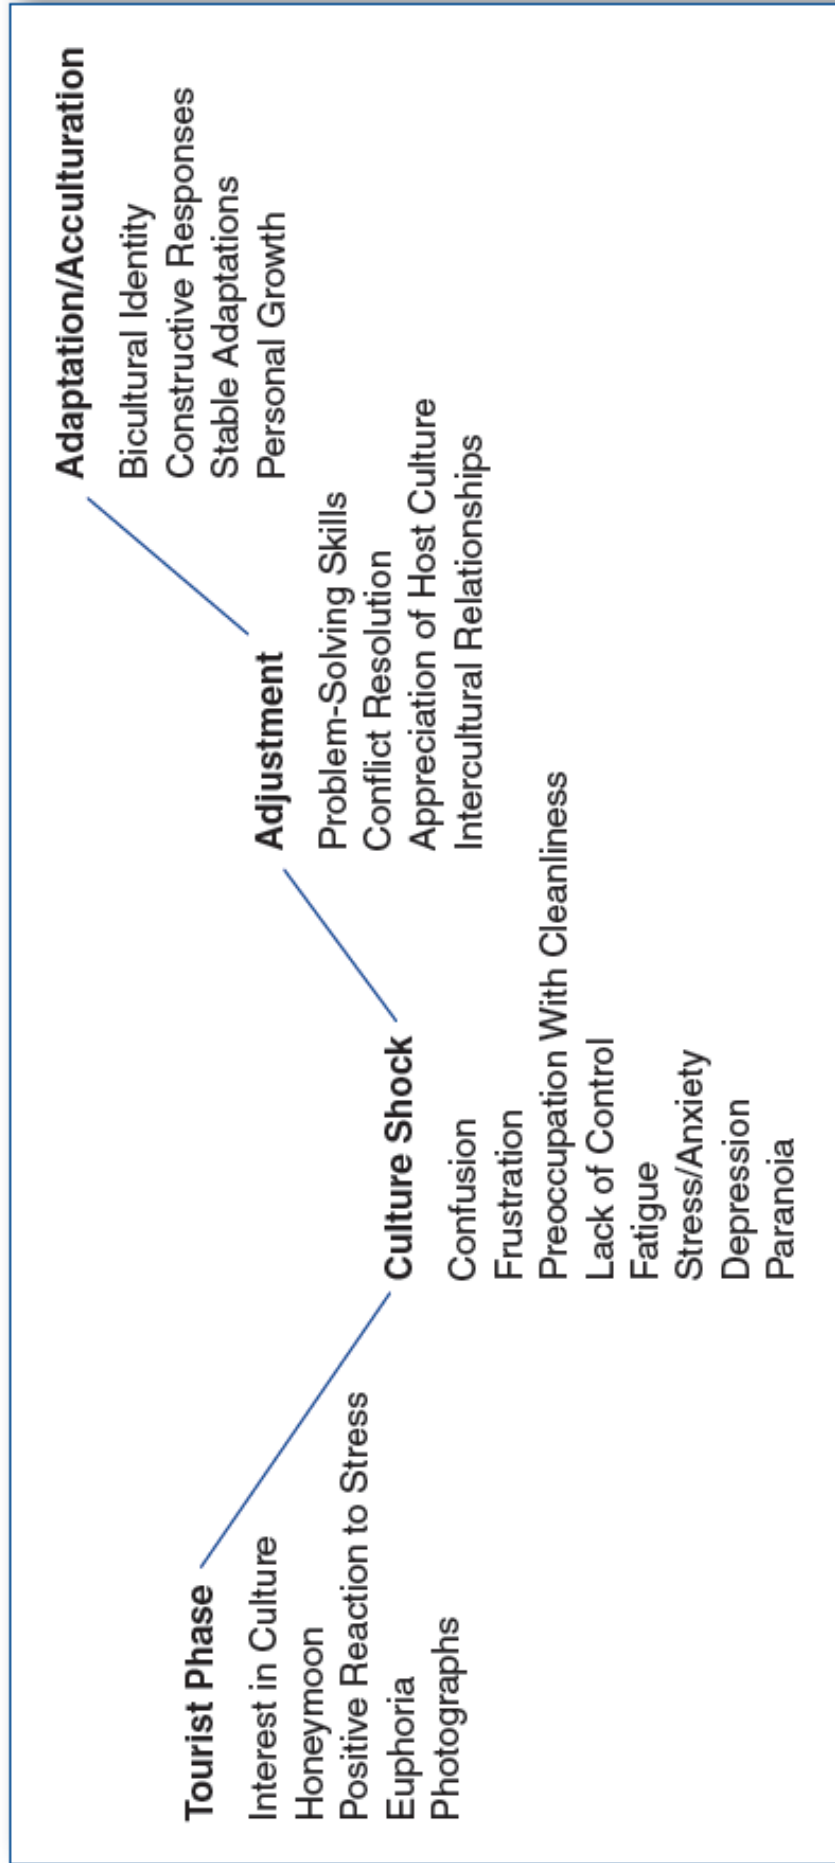 Tourist Phase
Interest in Culture
Honeymoon
Positive Reaction to Stress
Euphoria
Photographs
Culture Shock
Confusion
Frustration
Preoccupation With Cleanliness
Lack of Control
Fatigue
Stress/Anxiety
Depression
Paranoia
Adjustment
Problem-Solving Skills
Conflict Resolution
Appreciation of Host Culture
Intercultural Relationships
Adaptation/Acculturation
Bicultural Identity
Constructive Responses
Stable Adaptations
Personal Growth